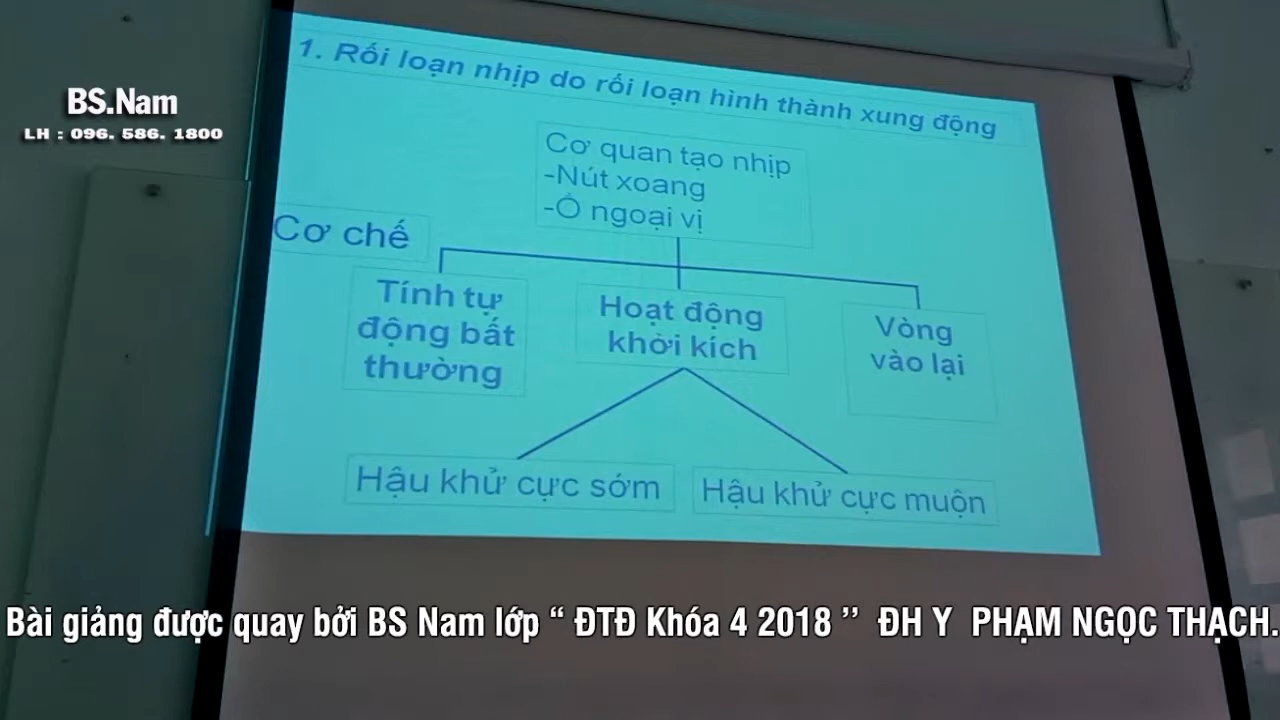 1. Rối loạn nhịp do rối loạn hình thành xung động
BS.Nam
LH : 096. 586. 1800
Cơ quan tạo nhịp
-Nút xoang
-Ổ ngoại vị
Cơ chế
Tính tự
động bất
thường
Hoạt động
khởi kích
Vòng
vào lại
Hậu khử cực sớm
Hậu khử cực muộn
Bài giảng được quay bởi BS Nam lớp “ ĐTĐ Khóa 4 2018 ’’ ĐH Y PHẠM NGỌC THẠCH.